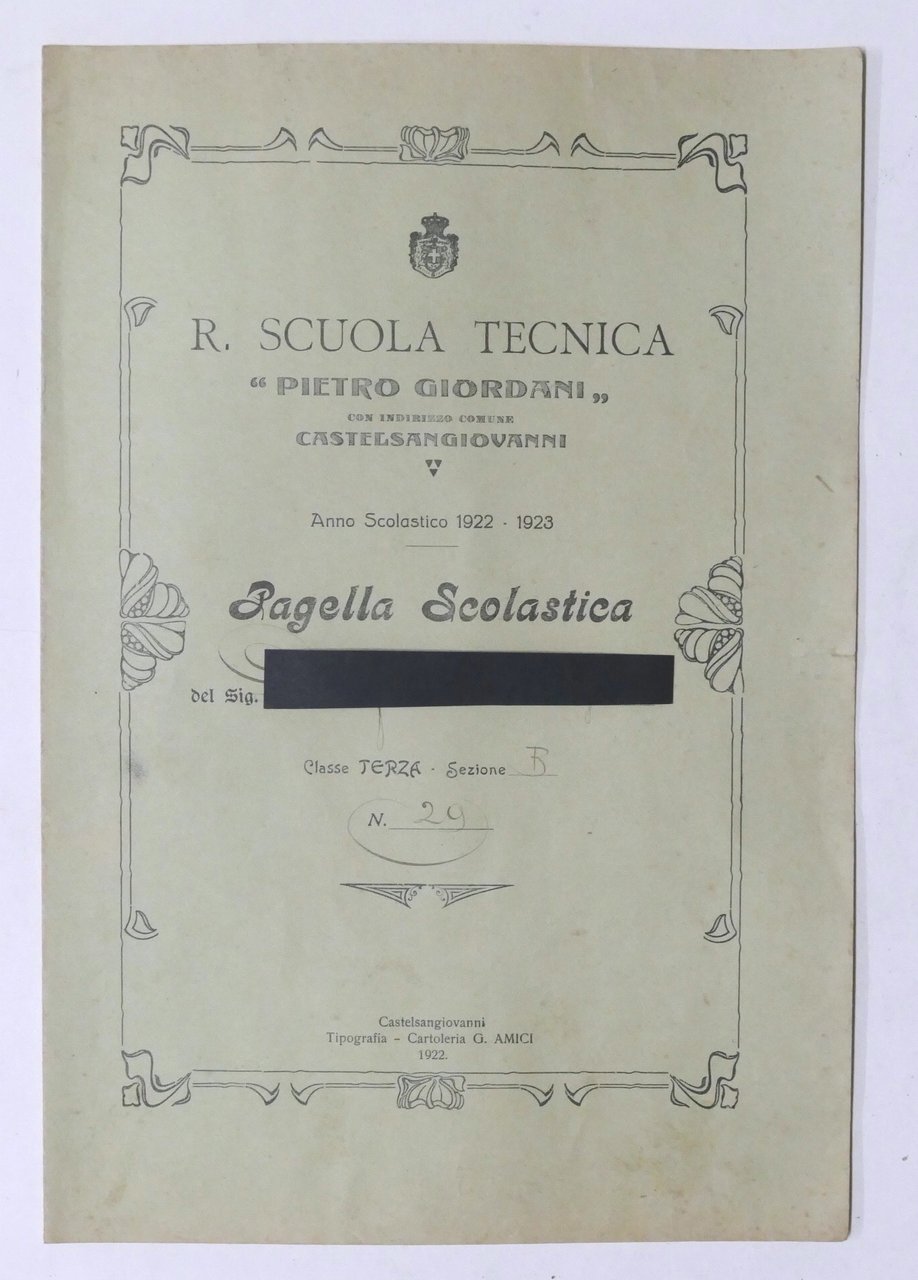 R. SCUOLA TECNICA
“ PIETRO GIORDANI „
CON INDIRIZZO COMUNE
CASTELSANGIOVANNI
Anno Scolastico 1922 - 1923
Pagella Scolastica
del Sig.
Classe TERZA - Sezione B
N. 29
Castelsangiovanni
Tipografia - Cartoleria G. AMICI
1922.